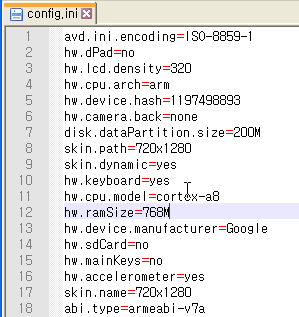 config.ini
1 avd.ini.encoding=ISO-8859-1
2 hw.dPad=no
3 hw.lcd.density=320
4 hw.cpu.arch=arm
5 hw.device.hash=1197498893
6 hw.camera.back=none
7 disk.dataPartition.size=200M
8 skin.path=720x1280
9 skin.dynamic=yes
10 hw.keyboard=yes
11 hw.cpu.model=cortex-a8
12 hw.ramSize=768M
13 hw.device.manufacturer=Google
14 hw.sdCard=no
15 hw.mainKeys=no
16 hw.accelerometer=yes
17 skin.name=720x1280
18 abi.type=armeabi-v7a